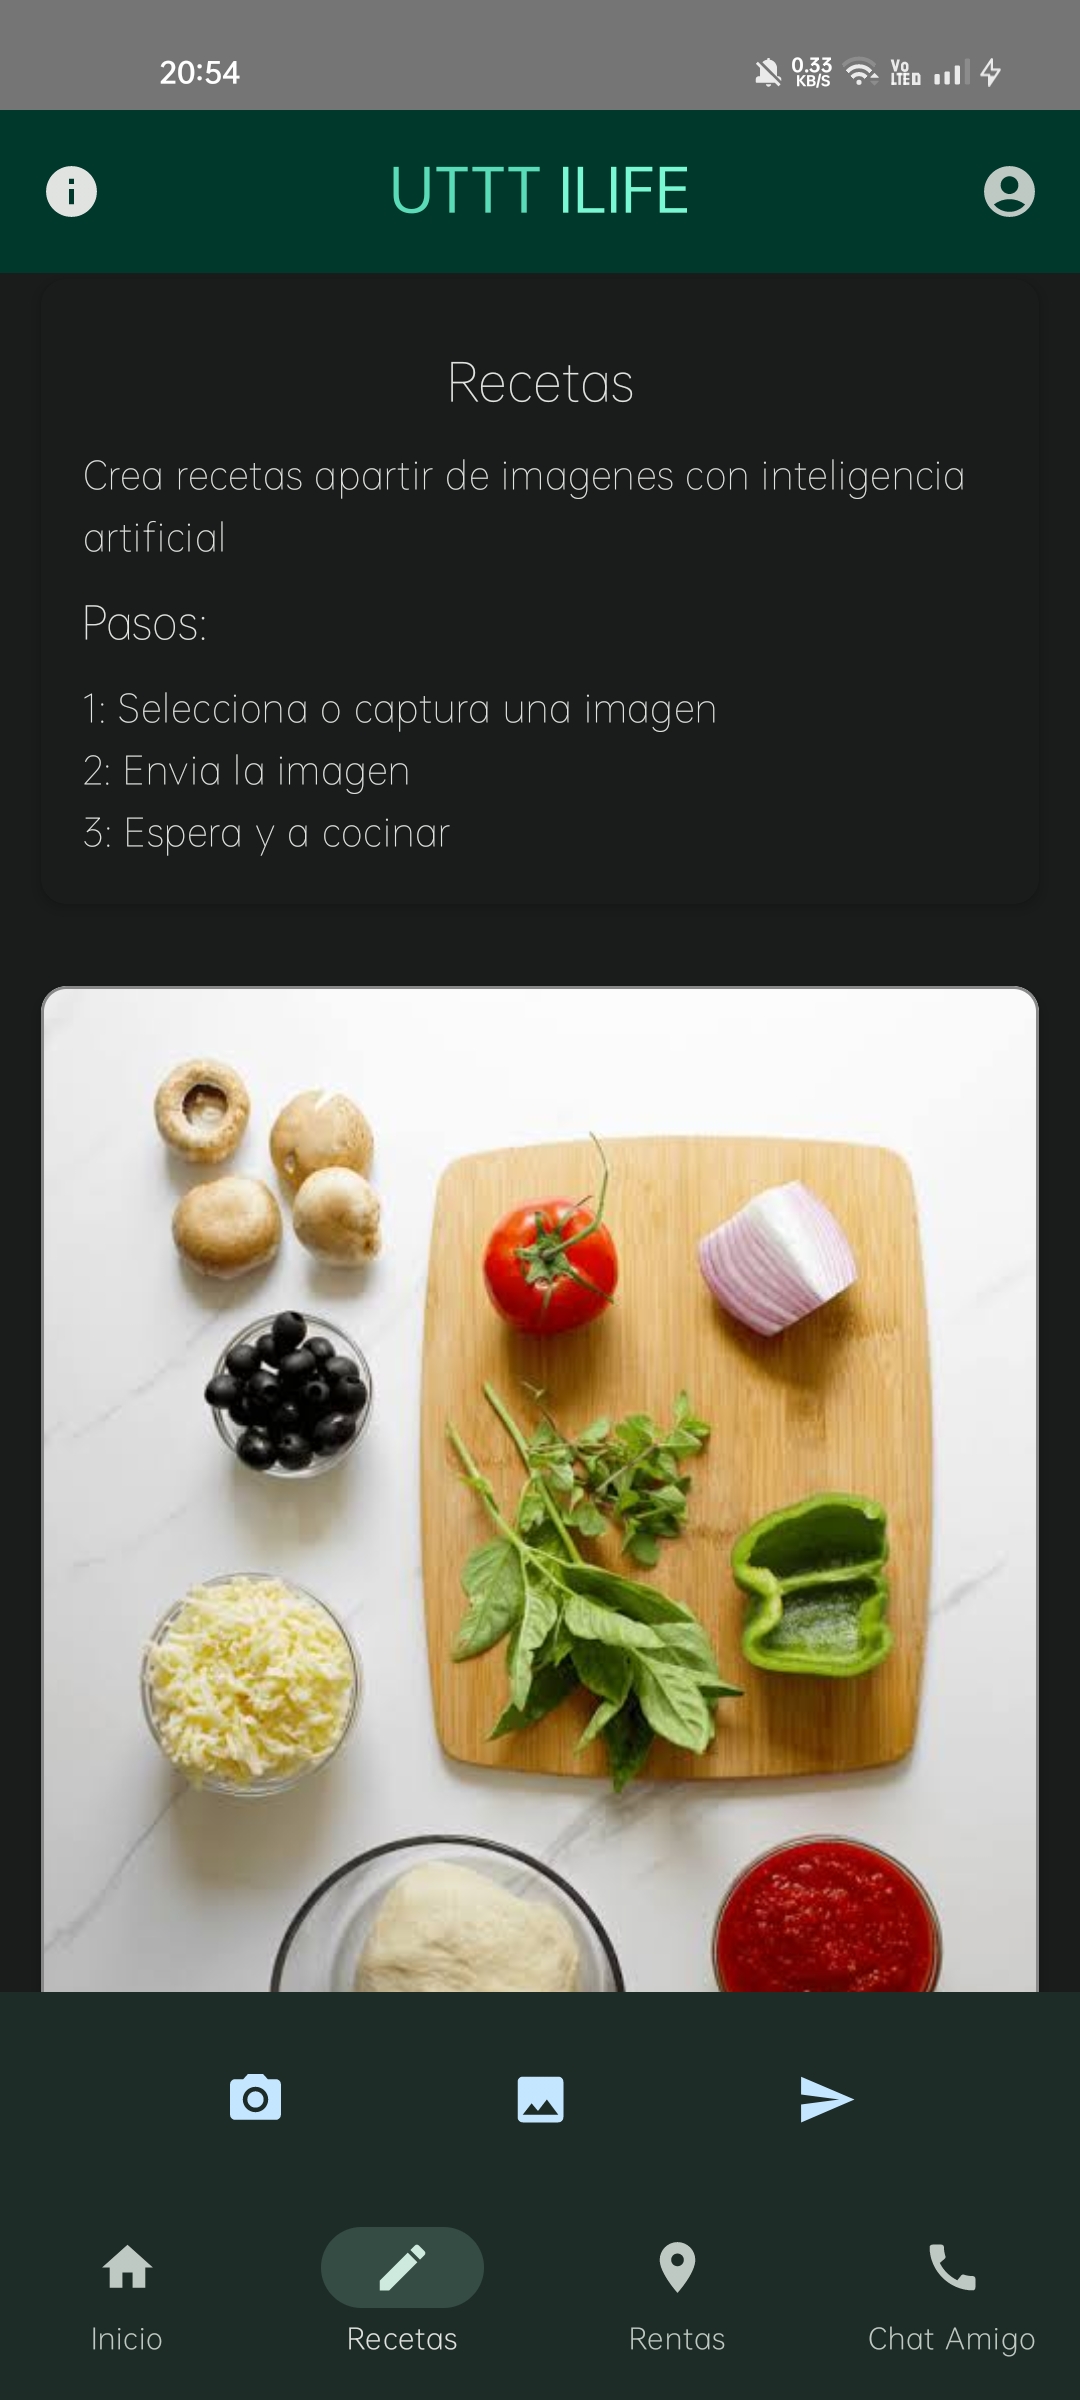 20:54
0.33
KB/S
Vo
LTED
UTTT ILIFE
Recetas
Crea recetas apartir de imagenes con inteligencia
artificial
Pasos:
1: Selecciona o captura una imagen
2: Envia la imagen
3: Espera y a cocinar
Inicio
Recetas
Rentas
Chat Amigo